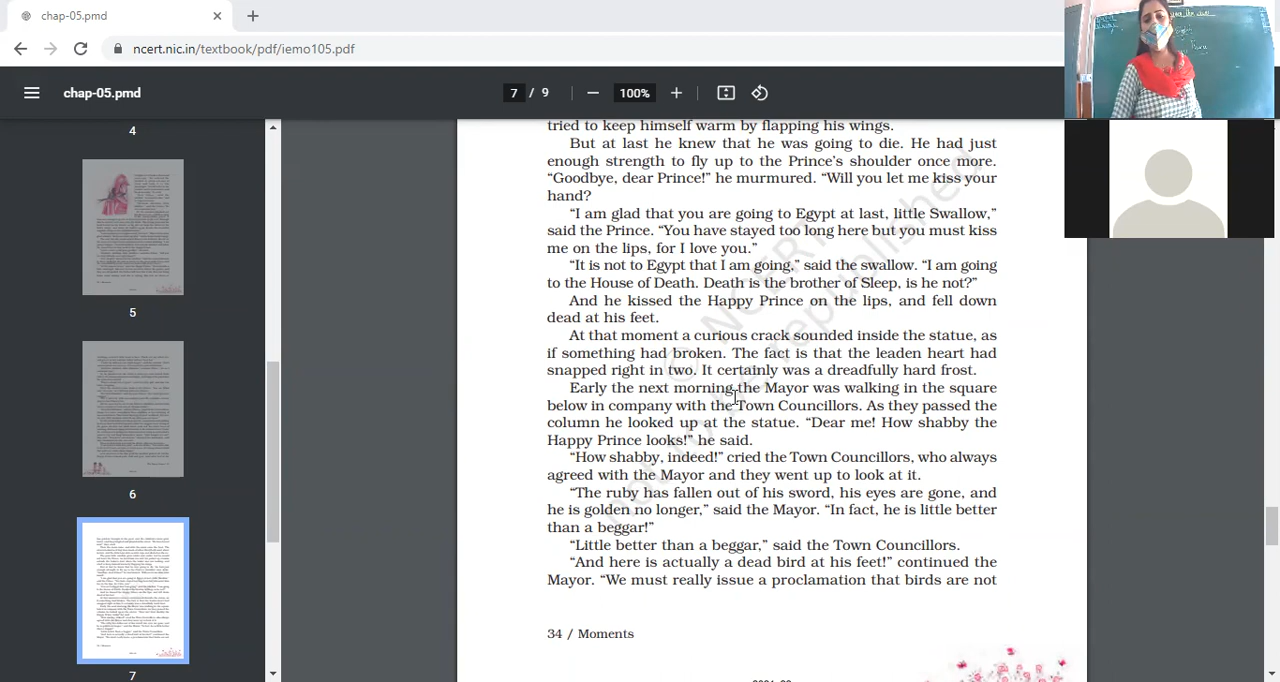 chap-05.pmd
ncert.nic.in/textbook/pdf/iemo105.pdf
chap-05.pmd
7 / 9
100%
4
5
6
7
tried to keep himself warm by flapping his wings.
But at last he knew that he was going to die. He had just
enough strength to fly up to the Prince's shoulder once more.
“Goodbye, dear Prince!” he murmured. “Will you let me kiss your
hand?”
“I am glad that you are going to Egypt at last, little Swallow,”
said the Prince. “You have stayed too long here but you must kiss
me on the lips, for I love you.”
“It is not to Egypt that I am going,” said the swallow. “I am going
to the House of Death. Death is the brother of Sleep, is he not?”
And he kissed the Happy Prince on the lips, and fell down
dead at his feet.
At that moment a curious crack sounded inside the statue, as
if something had broken. The fact is that the leaden heart had
snapped right in two. It certainly was a dreadfully hard frost.
Early the next morning the Mayor was walking in the square
below in company with the Town Councillors. As they passed the
column he looked up at the statue. “Dear me! How shabby the
Happy Prince looks!” he said.
“How shabby, indeed!” cried the Town Councillors, who always
agreed with the Mayor and they went up to look at it.
“The ruby has fallen out of his sword, his eyes are gone, and
he is golden no longer,” said the Mayor. “In fact, he is little better
than a beggar!”
“Little better than a beggar,” said the Town Councillors.
“And here is actually a dead bird at his feet!” continued the
Mayor. “We must really issue a proclamation that birds are not
34 / Moments